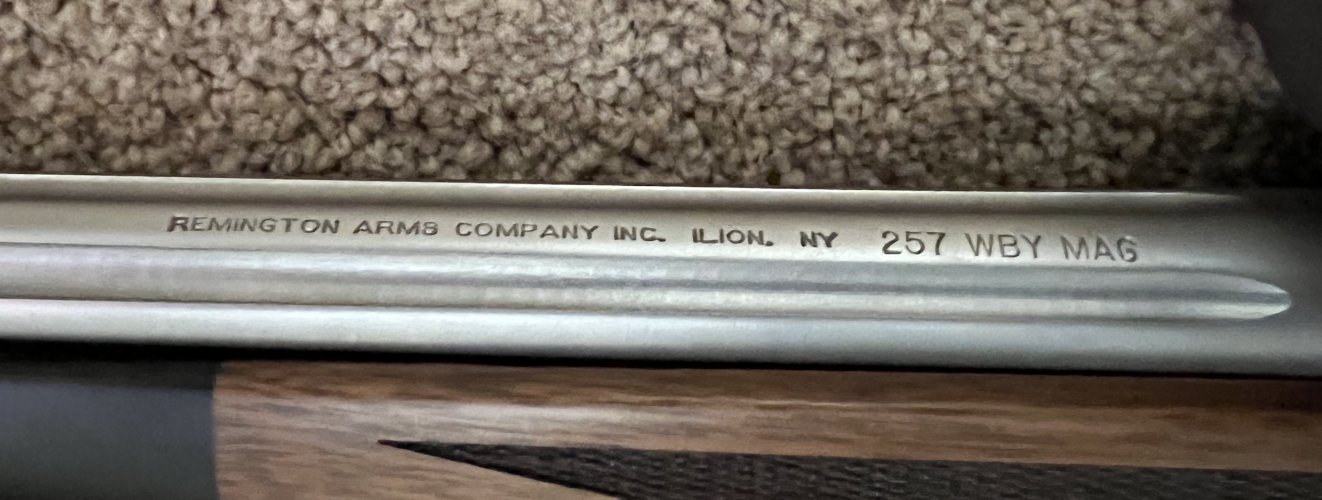 REMINGTON ARMS COMPANY INC. ILION. NY 257 WBY MAG